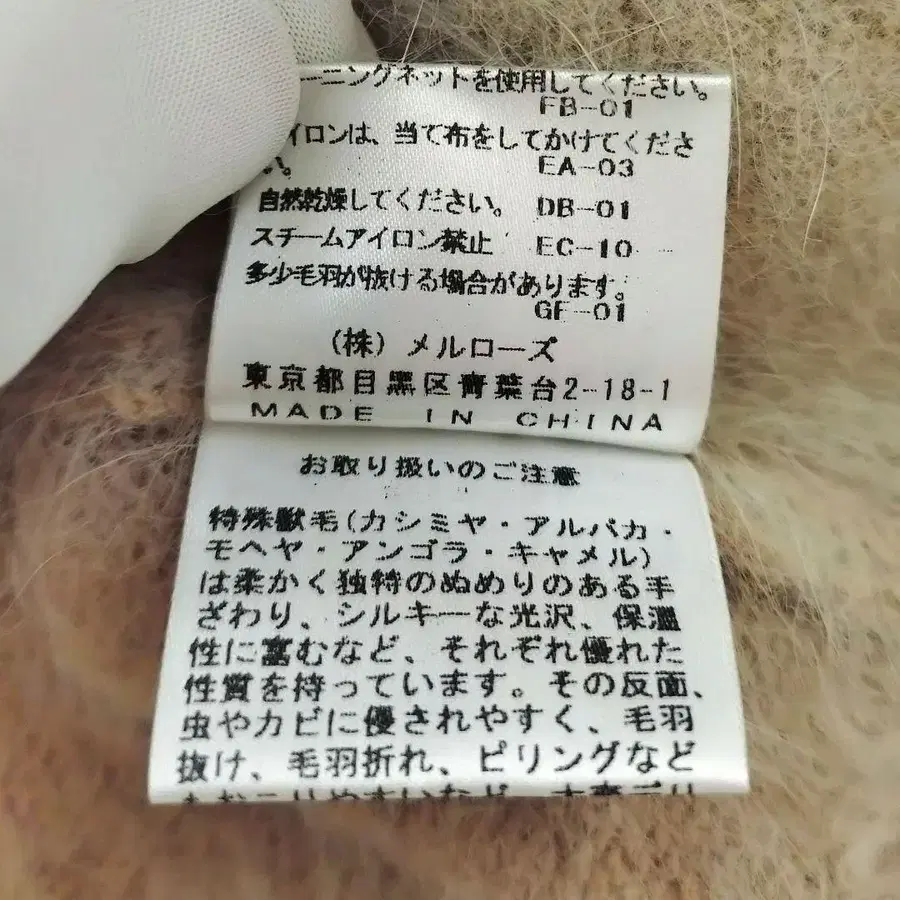 ーニングネットを使用してください。
FB-01
イロンは、当て布をしてかけてくださ
い。 EA-03
自然乾燥してください。 DB-01
スチームアイロン禁止 EC-10
多少毛羽が抜ける場合があります。
GF-01
(株)メルローズ
東京都目黒区青葉台2-18-1
MADE IN CHINA
お取り扱いのご注意
特殊獣毛(カシミヤ・アルパカ・
モヘヤ・アンゴラ・キャメル)
は柔かく独特のぬめりのある手
ざわり、シルキーな光沢、保温
性に富むなど、それぞれ優れた
性質を持っています。その反面、
虫やカビに侵されやすく、毛羽
抜け、毛羽折れ、ピリングなど